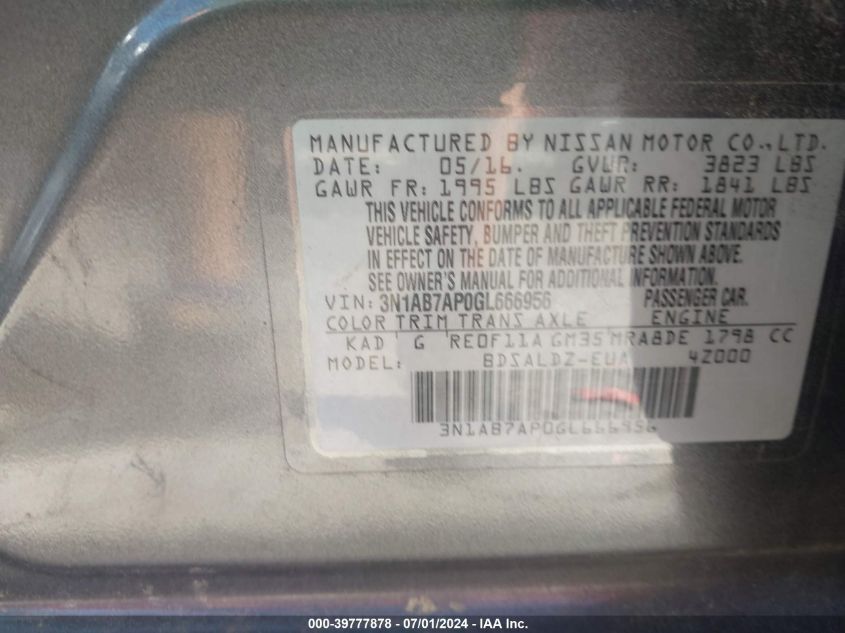 MANUFACTURED BY NISSAN MOTOR CO.,LTD.
DATE: 05/16. GVWR: 3823 LBS
GAWR FR: 1995 LBS GAWR RR: 1841 LBS
THIS VEHICLE CONFORMS TO ALL APPLICABLE FEDERAL MOTOR
VEHICLE SAFETY, BUMPER AND THEFT PREVENTION STANDARDS
IN EFFECT ON THE DATE OF MANUFACTURE SHOWN ABOVE.
SEE OWNER'S MANUAL FOR ADDITIONAL INFORMATION.
VIN: 3N1AB7AP0GL666956 PASSENGER CAR.
COLOR TRIM TRANS AXLE ENGINE
KAD G RE0F11A GM35 MRA8DE 1798 CC
MODEL: BDSALDZ-EUA 4Z000
3N1AB7AP0GL666956
000-39777878 - 07/01/2024 - IAA Inc.